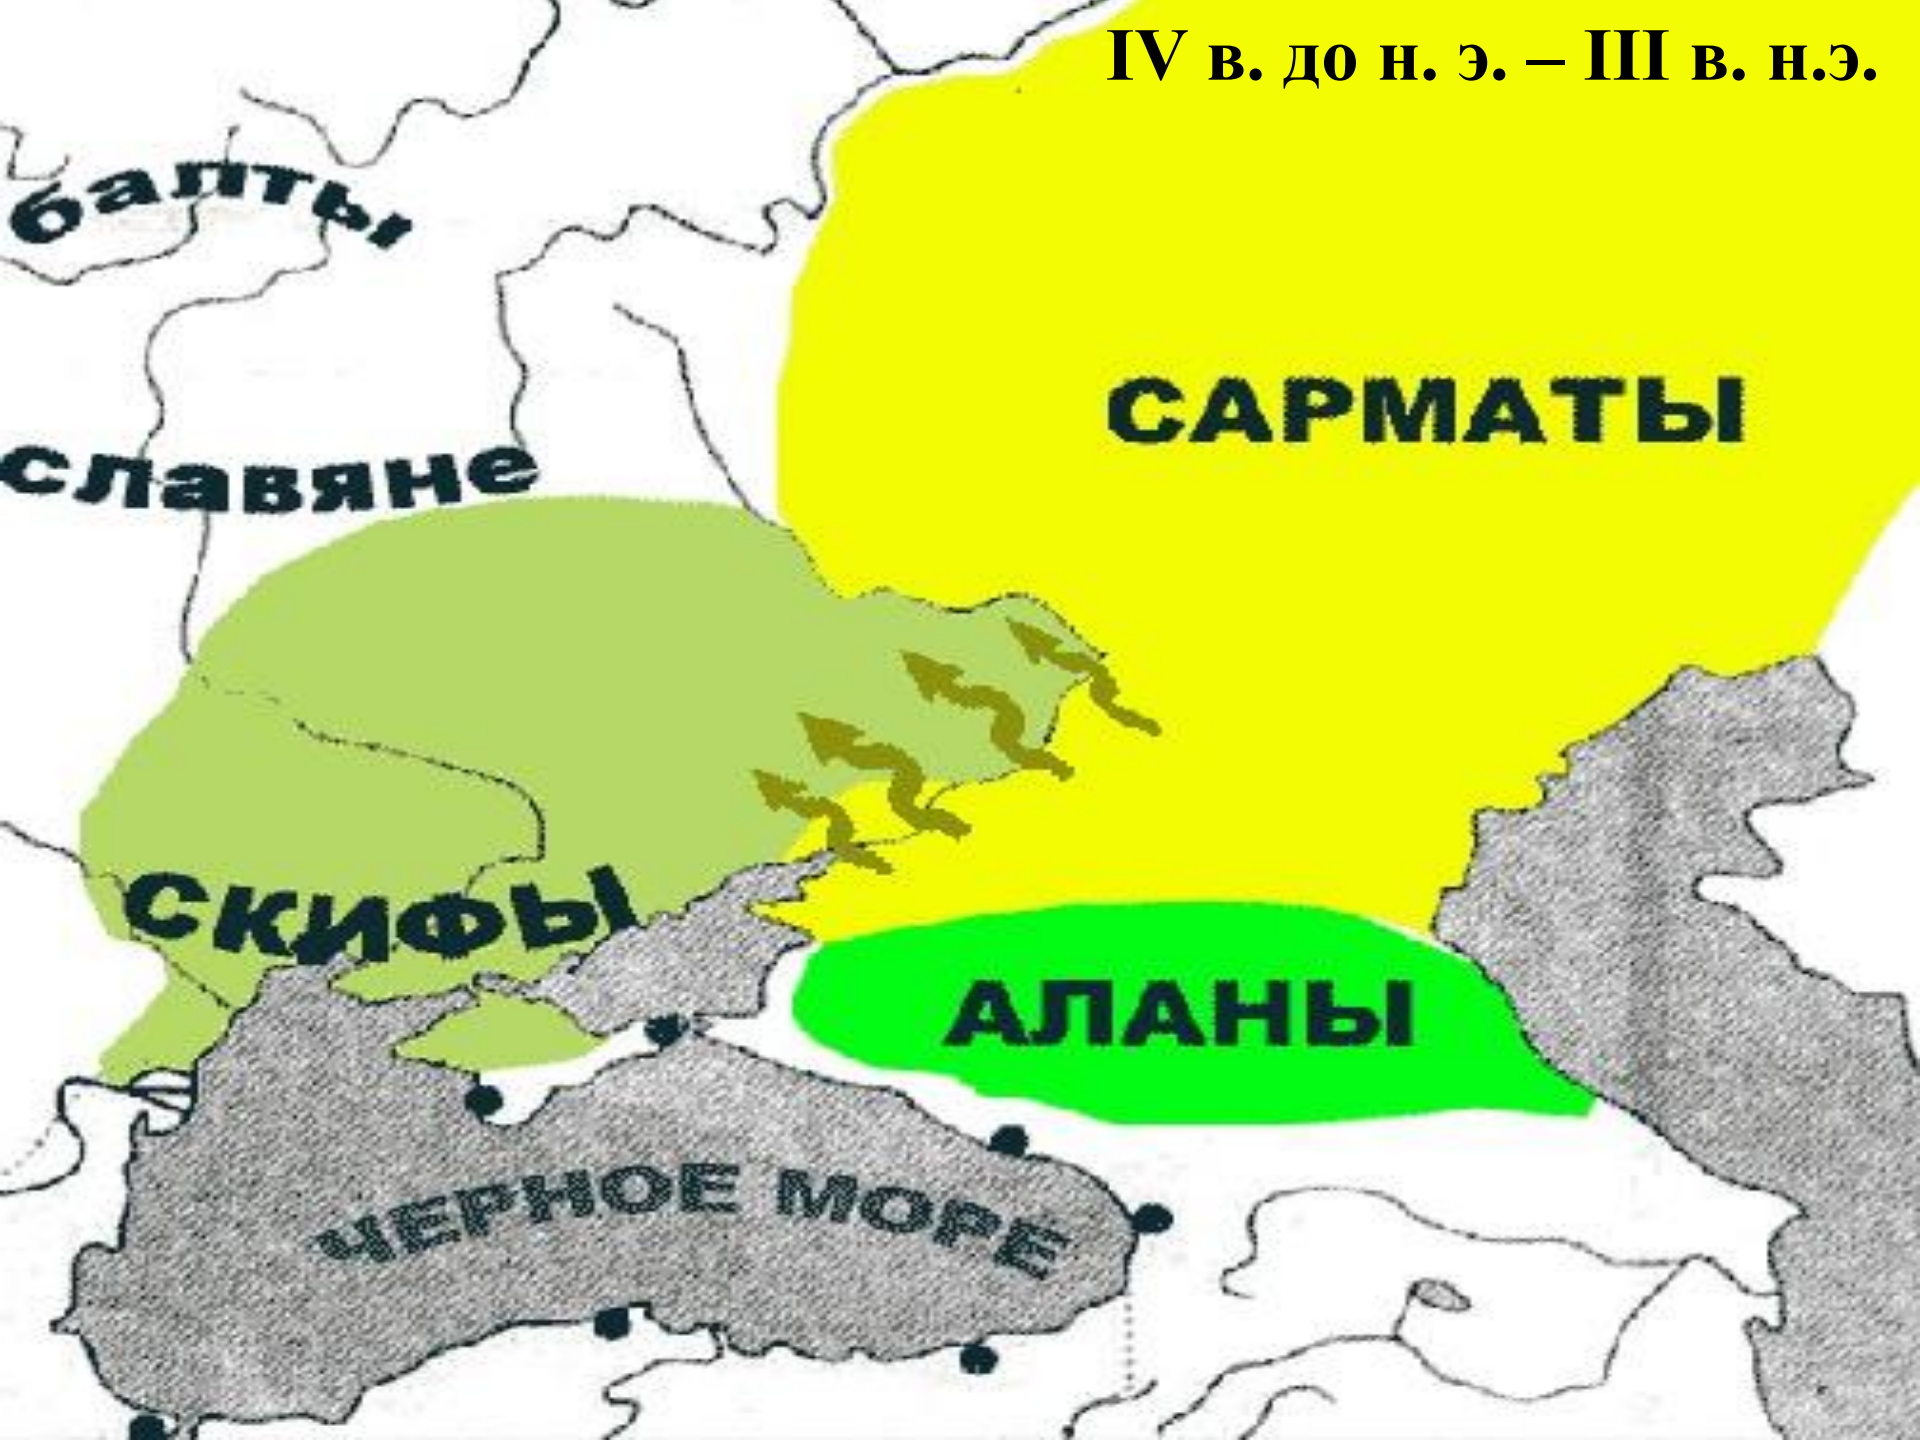 IV в. до н. э. – III в. н.э.
балты
САРМАТЫ
славяне
СКИФЫ
АЛАНЫ
ЧЕРНОЕ МОРЕ